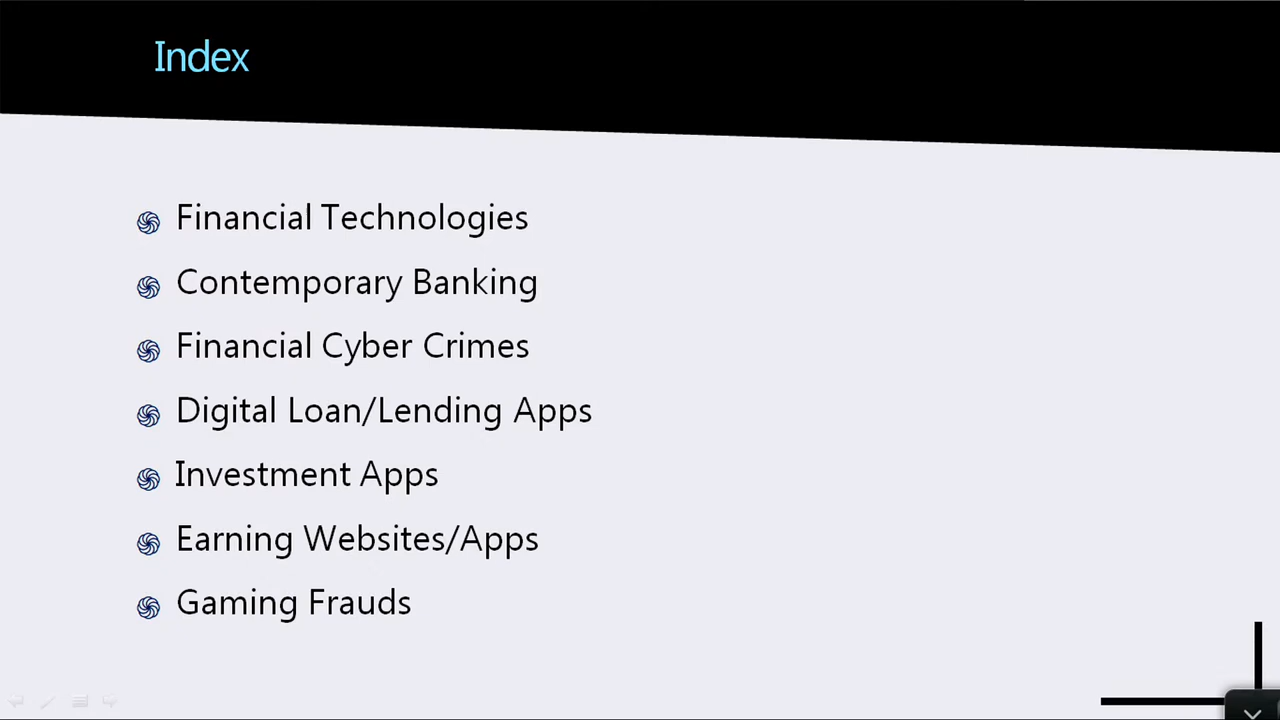 Index
Financial Technologies
Contemporary Banking
Financial Cyber Crimes
Digital Loan/Lending Apps
Investment Apps
Earning Websites/Apps
Gaming Frauds